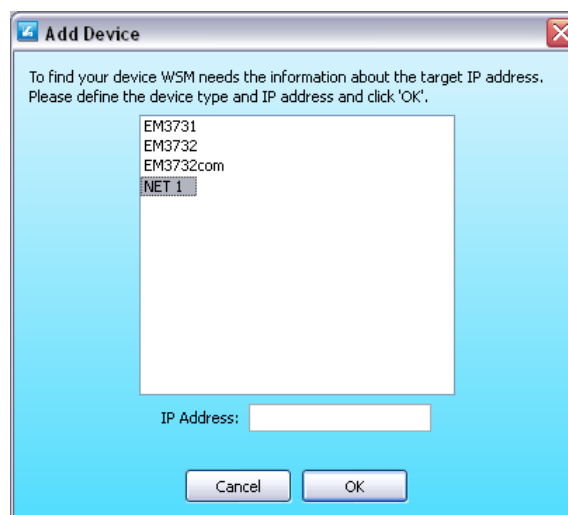 Add Device
To find your device WSM needs the information about the target IP address.
Please define the device type and IP address and click 'OK'.
EM3731
EM3732
EM3732com
NET 1
IP Address:
Cancel
OK